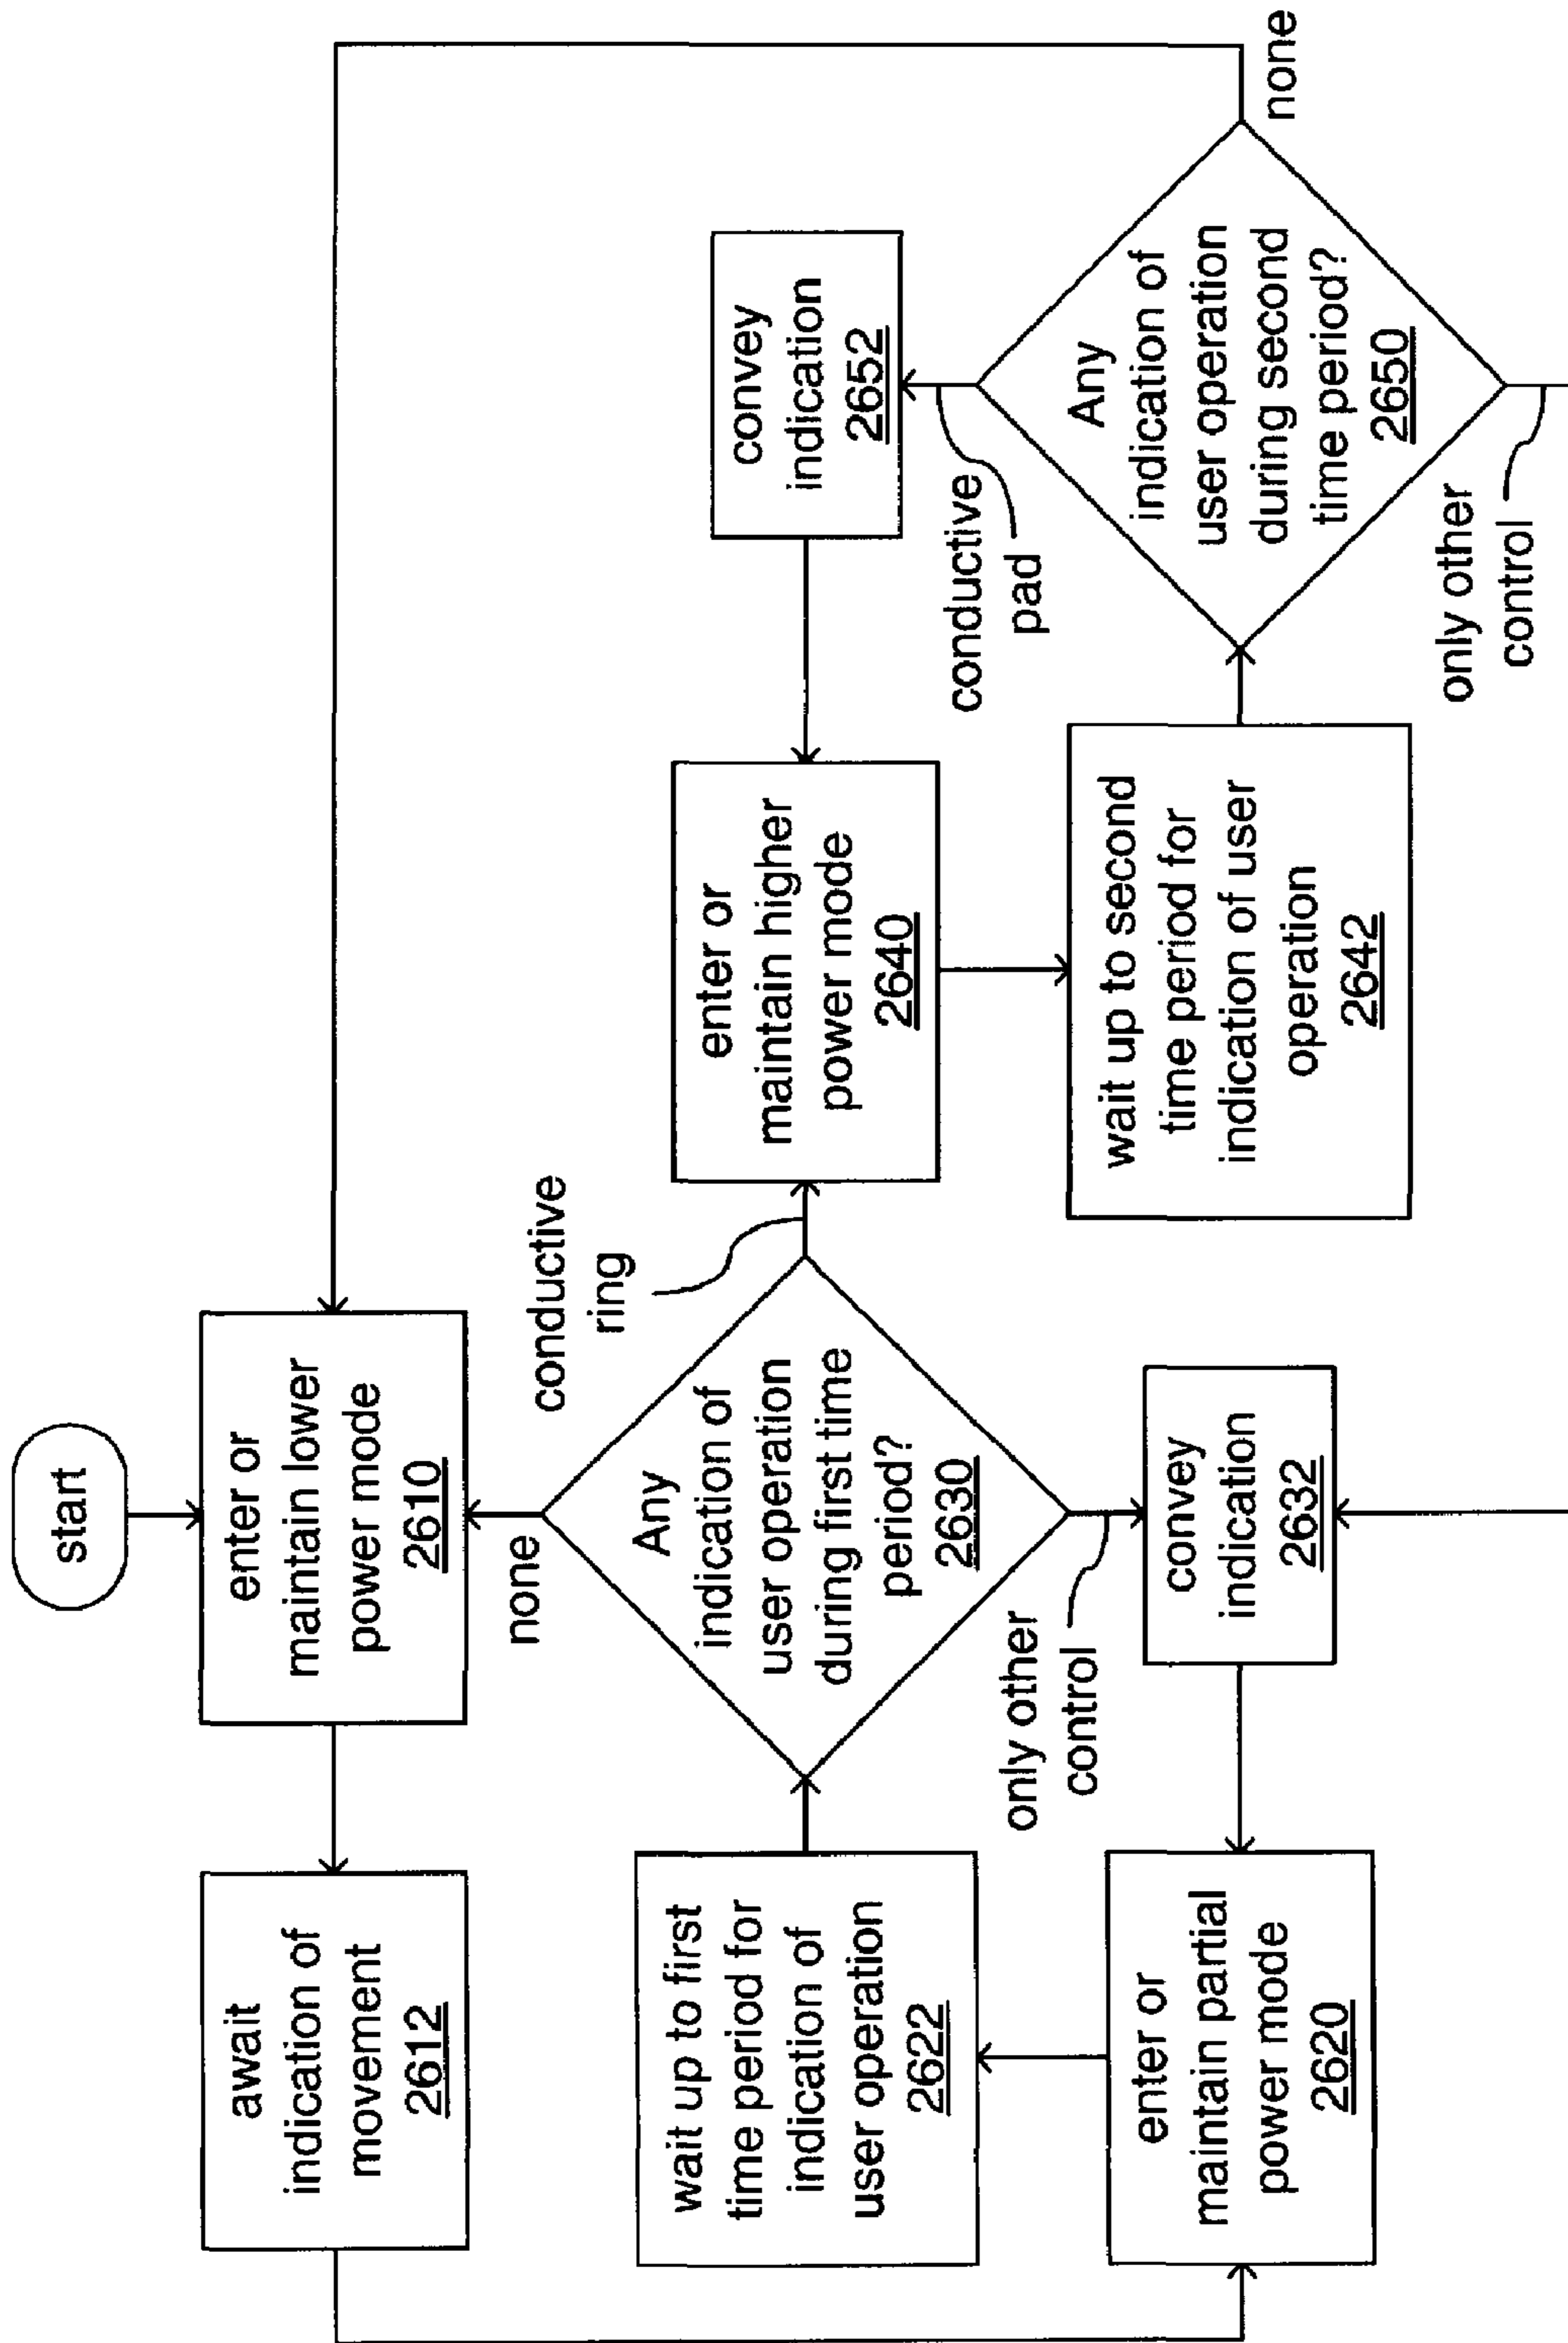 start
enter or
maintain lower
power mode
2610
await
indication of
movement
2612
none
conductive
ring
Any
indication of
user operation
during first time
period?
2630
wait up to first
time period for
indication of
user operation
2622
only other
control
convey
indication
2632
enter or
maintain partial
power mode
2620
enter or
maintain higher
power mode
2640
convey
indication
2652
conductive
pad
wait up to second
time period for
indication of user
operation
2642
Any
indication of
user operation
during second
time period?
2650
none
only other
control